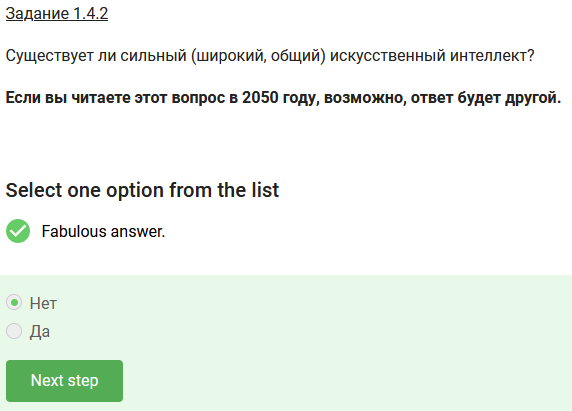 Задание 1.4.2
Существует ли сильный (широкий, общий) искусственный интеллект?
Если вы читаете этот вопрос в 2050 году, возможно, ответ будет другой.
Select one option from the list
Fabulous answer.
Нет
Да
Next step